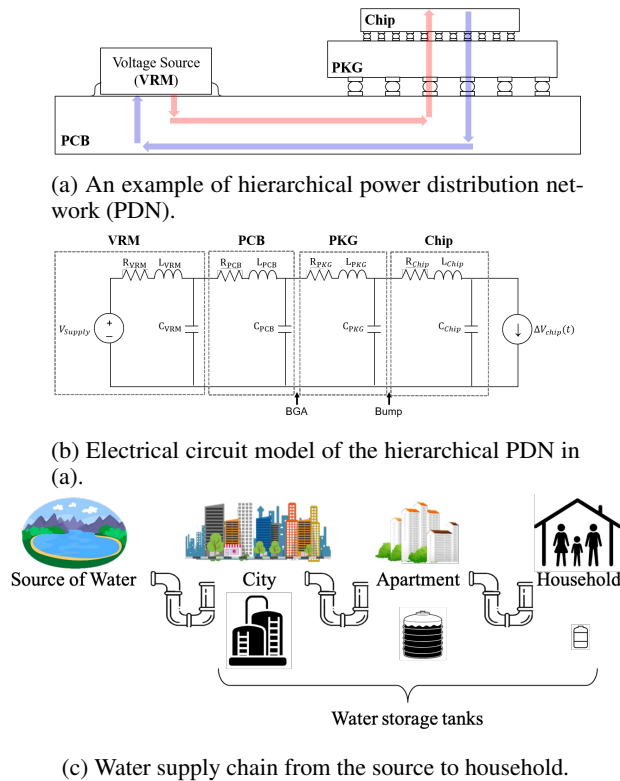 Chip
PKG
Voltage Source
(VRM)
PCB
(a) An example of hierarchical power distribution net-
work (PDN).
VRM PCB PKG Chip
R_VRM L_VRM R_PCB L_PCB R_PKG L_PKG R_Chip L_Chip
V_Supply + − C_VRM C_PCB C_PKG C_Chip ΔV_chip(t)
BGA Bump
(b) Electrical circuit model of the hierarchical PDN in
(a).
Source of Water City Apartment Household
Water storage tanks
(c) Water supply chain from the source to household.